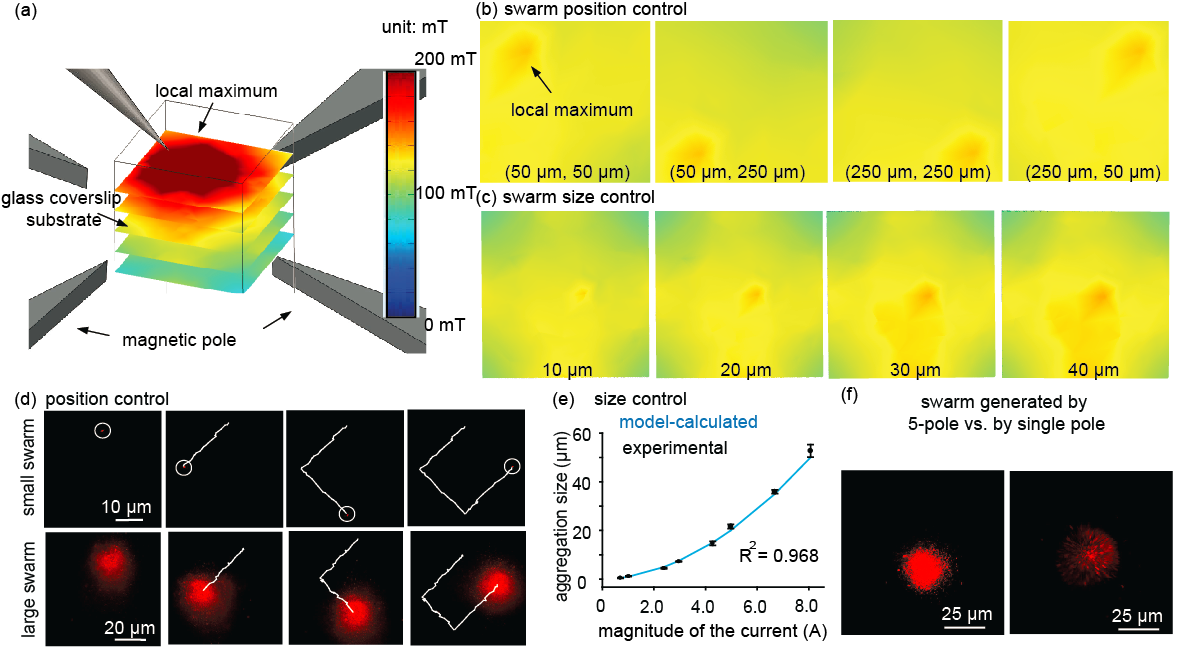 (a)
unit: mT
200 mT
local maximum
100 mT
glass coverslip
substrate
0 mT
magnetic pole
(b) swarm position control
local maximum
(50 µm, 50 µm)
(50 µm, 250 µm)
(250 µm, 250 µm)
(250 µm, 50 µm)
(c) swarm size control
10 µm
20 µm
30 µm
40 µm
(d) position control
small swarm
10 µm
large swarm
20 µm
(e) size control
model-calculated
experimental
aggregation size (µm)
60
40
20
0
R² = 0.968
0 2.0 4.0 6.0 8.0
magnitude of the current (A)
(f)
swarm generated by
5-pole vs. by single pole
25 µm
25 µm